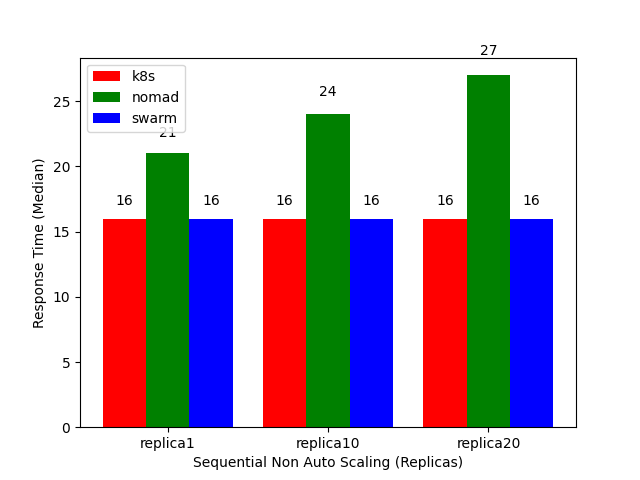 27
k8s
nomad
swarm
25
24
21
20
16 16 16 16 16 16
15
10
5
0
replica1 replica10 replica20
Sequential Non Auto Scaling (Replicas)
Response Time (Median)